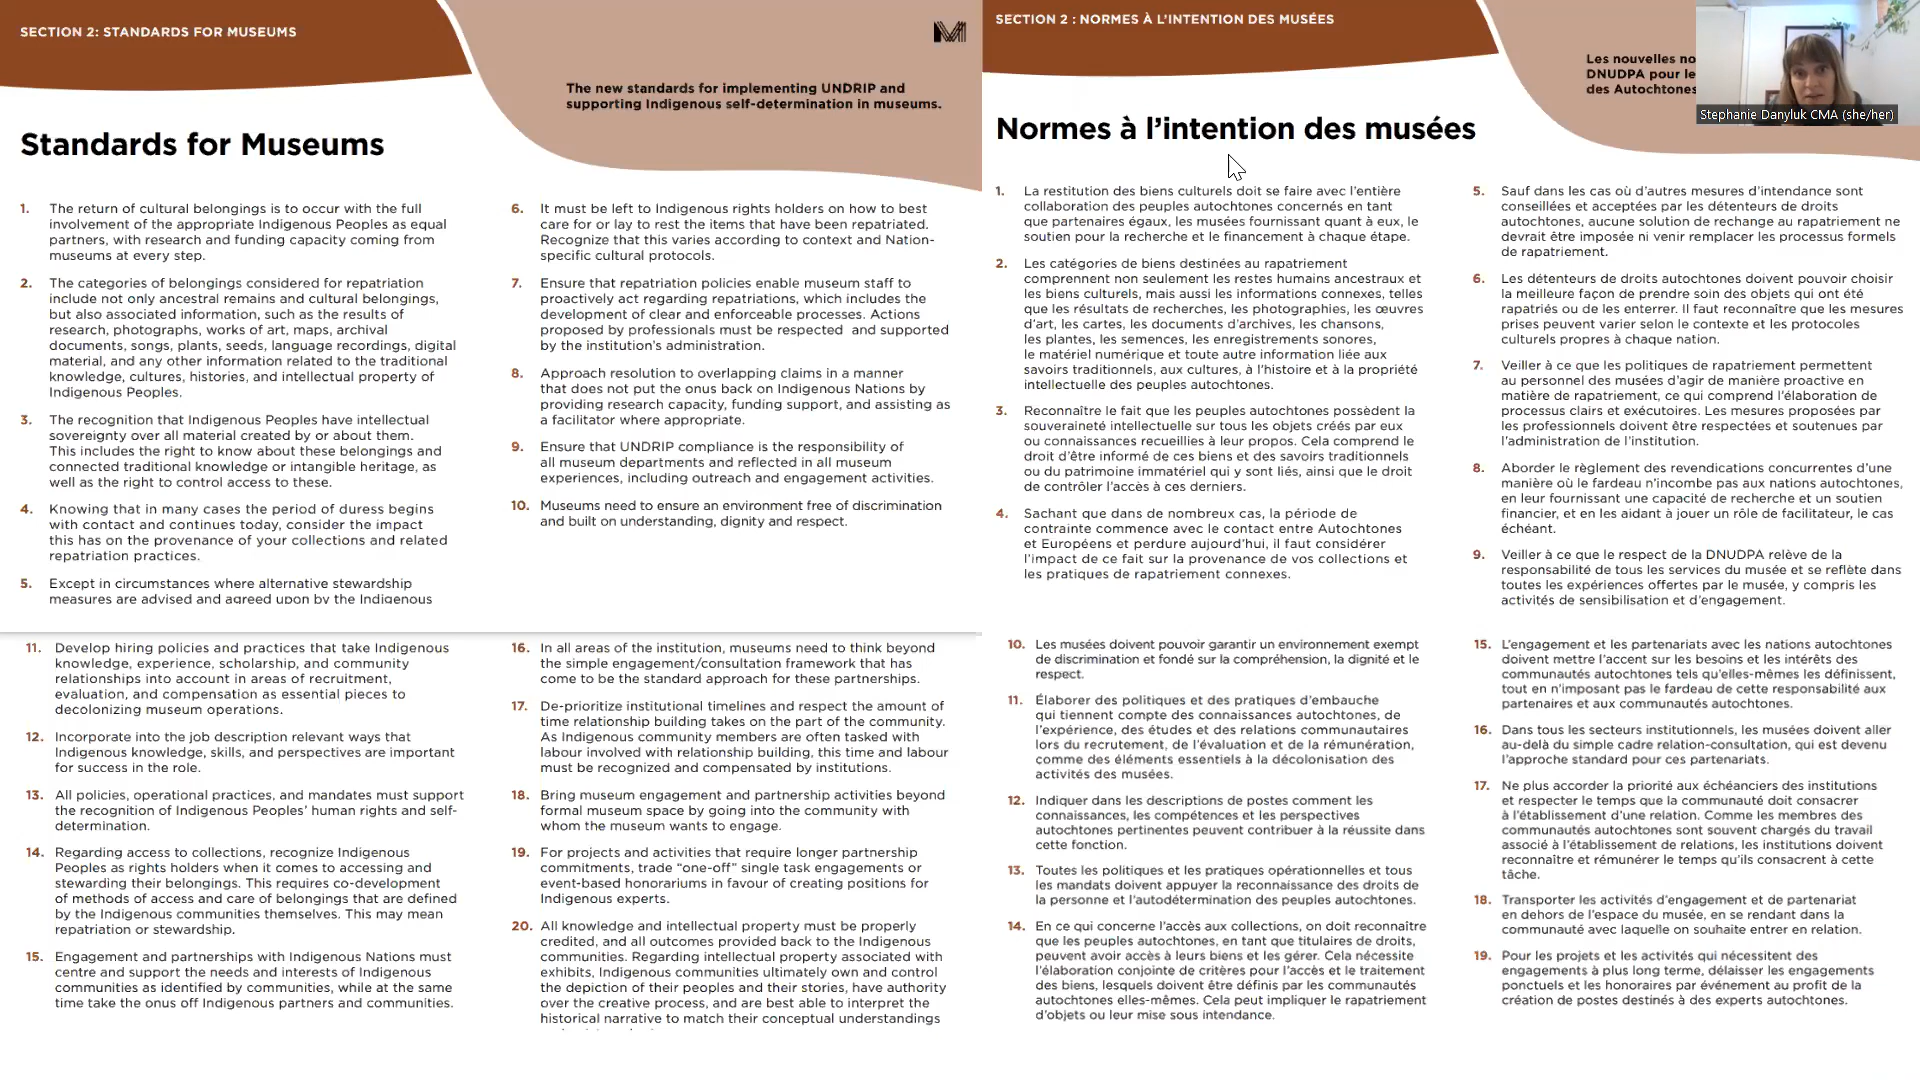 SECTION 2: STANDARDS FOR MUSEUMS
The new standards for implementing UNDRIP and
supporting Indigenous self-determination in museums.
Standards for Museums
1. The return of cultural belongings is to occur with the full
involvement of the appropriate Indigenous Peoples as equal
partners, with research and funding capacity coming from
museums at every step.
2. The categories of belongings considered for repatriation
include not only ancestral remains and cultural belongings,
but also associated information, such as the results of
research, photographs, works of art, maps, archival
documents, songs, plants, seeds, language recordings, digital
material, and any other information related to the traditional
knowledge, cultures, histories, and intellectual property of
Indigenous Peoples.
3. The recognition that Indigenous Peoples have intellectual
sovereignty over all material created by or about them.
This includes the right to know about these belongings and
connected traditional knowledge or intangible heritage, as
well as the right to control access to these.
4. Knowing that in many cases the period of duress begins
with contact and continues today, consider the impact
this has on the provenance of your collections and related
repatriation practices.
5. Except in circumstances where alternative stewardship
measures are advised and agreed upon by the Indigenous
6. It must be left to Indigenous rights holders on how to best
care for or lay to rest the items that have been repatriated.
Recognize that this varies according to context and Nation-
specific cultural protocols.
7. Ensure that repatriation policies enable museum staff to
proactively act regarding repatriations, which includes the
development of clear and enforceable processes. Actions
proposed by professionals must be respected and supported
by the institution's administration.
8. Approach resolution to overlapping claims in a manner
that does not put the onus back on Indigenous Nations by
providing research capacity, funding support, and assisting as
a facilitator where appropriate.
9. Ensure that UNDRIP compliance is the responsibility of
all museum departments and reflected in all museum
experiences, including outreach and engagement activities.
10. Museums need to ensure an environment free of discrimination
and built on understanding, dignity and respect.
11. Develop hiring policies and practices that take Indigenous
knowledge, experience, scholarship, and community
relationships into account in areas of recruitment,
evaluation, and compensation as essential pieces to
decolonizing museum operations.
12. Incorporate into the job description relevant ways that
Indigenous knowledge, skills, and perspectives are important
for success in the role.
13. All policies, operational practices, and mandates must support
the recognition of Indigenous Peoples' human rights and self-
determination.
14. Regarding access to collections, recognize Indigenous
Peoples as rights holders when it comes to accessing and
stewarding their belongings. This requires co-development
of methods of access and care of belongings that are defined
by the Indigenous communities themselves. This may mean
repatriation or stewardship.
15. Engagement and partnerships with Indigenous Nations must
centre and support the needs and interests of Indigenous
communities as identified by communities, while at the same
time take the onus off Indigenous partners and communities.
16. In all areas of the institution, museums need to think beyond
the simple engagement/consultation framework that has
come to be the standard approach for these partnerships.
17. De-prioritize institutional timelines and respect the amount of
time relationship building takes on the part of the community.
As Indigenous community members are often tasked with
labour involved with relationship building, this time and labour
must be recognized and compensated by institutions.
18. Bring museum engagement and partnership activities beyond
formal museum space by going into the community with
whom the museum wants to engage.
19. For projects and activities that require longer partnership
commitments, trade “one-off” single task engagements or
event-based honorariums in favour of creating positions for
Indigenous experts.
20. All knowledge and intellectual property must be properly
credited, and all outcomes provided back to the Indigenous
communities. Regarding intellectual property associated with
exhibits, Indigenous communities ultimately own and control
the depiction of their peoples and their stories, have authority
over the creative process, and are best able to interpret the
historical narrative to match their conceptual understandings
SECTION 2 : NORMES À L'INTENTION DES MUSÉES
Les nouvelles no
DNUDPA pour le
des Autochtones
Stephanie Danyluk CMA (she/her)
Normes à l'intention des musées
1. La restitution des biens culturels doit se faire avec l'entière
collaboration des peuples autochtones concernés en tant
que partenaires égaux, les musées fournissant quant à eux, le
soutien pour la recherche et le financement à chaque étape.
2. Les catégories de biens destinées au rapatriement
comprennent non seulement les restes humains ancestraux et
les biens culturels, mais aussi les informations connexes, telles
que les résultats de recherches, les photographies, les œuvres
d'art, les cartes, les documents d'archives, les chansons,
les plantes, les semences, les enregistrements sonores,
le matériel numérique et toute autre information liée aux
savoirs traditionnels, aux cultures, à l'histoire et à la propriété
intellectuelle des peuples autochtones.
3. Reconnaître le fait que les peuples autochtones possèdent la
souveraineté intellectuelle sur tous les objets créés par eux
ou connaissances recueillies à leur propos. Cela comprend le
droit d'être informé de ces biens et des savoirs traditionnels
ou du patrimoine immatériel qui y sont liés, ainsi que le droit
de contrôler l'accès à ces derniers.
4. Sachant que dans de nombreux cas, la période de
contrainte commence avec le contact entre Autochtones
et Européens et perdure aujourd'hui, il faut considérer
l'impact de ce fait sur la provenance de vos collections et
les pratiques de rapatriement connexes.
5. Sauf dans les cas où d'autres mesures d'intendance sont
conseillées et acceptées par les détenteurs de droits
autochtones, aucune solution de rechange au rapatriement ne
devrait être imposée ni venir remplacer les processus formels
de rapatriement.
6. Les détenteurs de droits autochtones doivent pouvoir choisir
la meilleure façon de prendre soin des objets qui ont été
rapatriés ou de les enterrer. Il faut reconnaître que les mesures
prises peuvent varier selon le contexte et les protocoles
culturels propres à chaque nation.
7. Veiller à ce que les politiques de rapatriement permettent
au personnel des musées d'agir de manière proactive en
matière de rapatriement, ce qui comprend l'élaboration de
processus clairs et exécutoires. Les mesures proposées par
les professionnels doivent être respectées et soutenues par
l'administration de l'institution.
8. Aborder le règlement des revendications concurrentes d'une
manière où le fardeau n'incombe pas aux nations autochtones,
en leur fournissant une capacité de recherche et un soutien
financier, et en les aidant à jouer un rôle de facilitateur, le cas
échéant.
9. Veiller à ce que le respect de la DNUDPA relève de la
responsabilité de tous les services du musée et se reflète dans
toutes les expériences offertes par le musée, y compris les
activités de sensibilisation et d'engagement.
10. Les musées doivent pouvoir garantir un environnement exempt
de discrimination et fondé sur la compréhension, la dignité et le
respect.
11. Élaborer des politiques et des pratiques d'embauche
qui tiennent compte des connaissances autochtones, de
l'expérience, des études et des relations communautaires
lors du recrutement, de l'évaluation et de la rémunération,
comme des éléments essentiels à la décolonisation des
activités des musées.
12. Indiquer dans les descriptions de postes comment les
connaissances, les compétences et les perspectives
autochtones pertinentes peuvent contribuer à la réussite dans
cette fonction.
13. Toutes les politiques et les pratiques opérationnelles et tous
les mandats doivent appuyer la reconnaissance des droits de
la personne et l'autodétermination des peuples autochtones.
14. En ce qui concerne l'accès aux collections, on doit reconnaître
que les peuples autochtones, en tant que titulaires de droits,
peuvent avoir accès à leurs biens et les gérer. Cela nécessite
l'élaboration conjointe de critères pour l'accès et le traitement
des biens, lesquels doivent être définis par les communautés
autochtones elles-mêmes. Cela peut impliquer le rapatriement
d'objets ou leur mise sous intendance.
15. L'engagement et les partenariats avec les nations autochtones
doivent mettre l'accent sur les besoins et les intérêts des
communautés autochtones tels qu'elles-mêmes les définissent,
tout en n'imposant pas le fardeau de cette responsabilité aux
partenaires et aux communautés autochtones.
16. Dans tous les secteurs institutionnels, les musées doivent aller
au-delà du simple cadre relation-consultation, qui est devenu
l'approche standard pour ces partenariats.
17. Ne plus accorder la priorité aux échéanciers des institutions
et respecter le temps que la communauté doit consacrer
à l'établissement d'une relation. Comme les membres des
communautés autochtones sont souvent chargés du travail
associé à l'établissement de relations, les institutions doivent
reconnaître et rémunérer le temps qu'ils consacrent à cette
tâche.
18. Transporter les activités d'engagement et de partenariat
en dehors de l'espace du musée, en se rendant dans la
communauté avec laquelle on souhaite entrer en relation.
19. Pour les projets et les activités qui nécessitent des
engagements à plus long terme, délaisser les engagements
ponctuels et les honoraires par événement au profit de la
création de postes destinés à des experts autochtones.